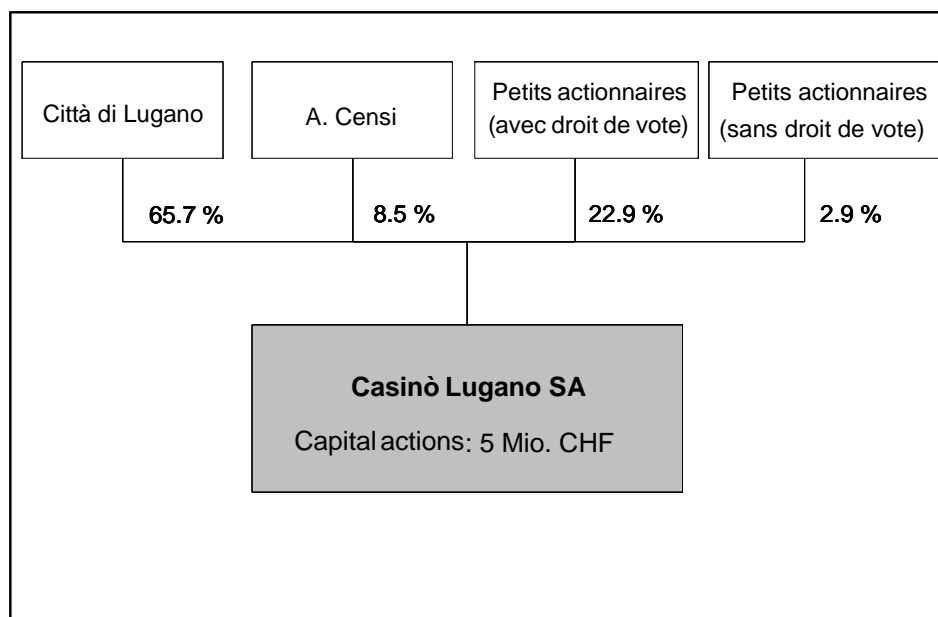 Città di Lugano
A. Censi
Petits actionnaires
(avec droit de vote)
Petits actionnaires
(sans droit de vote)
65.7 %
8.5 %
22.9 %
2.9 %
Casinò Lugano SA
Capital actions: 5 Mio. CHF